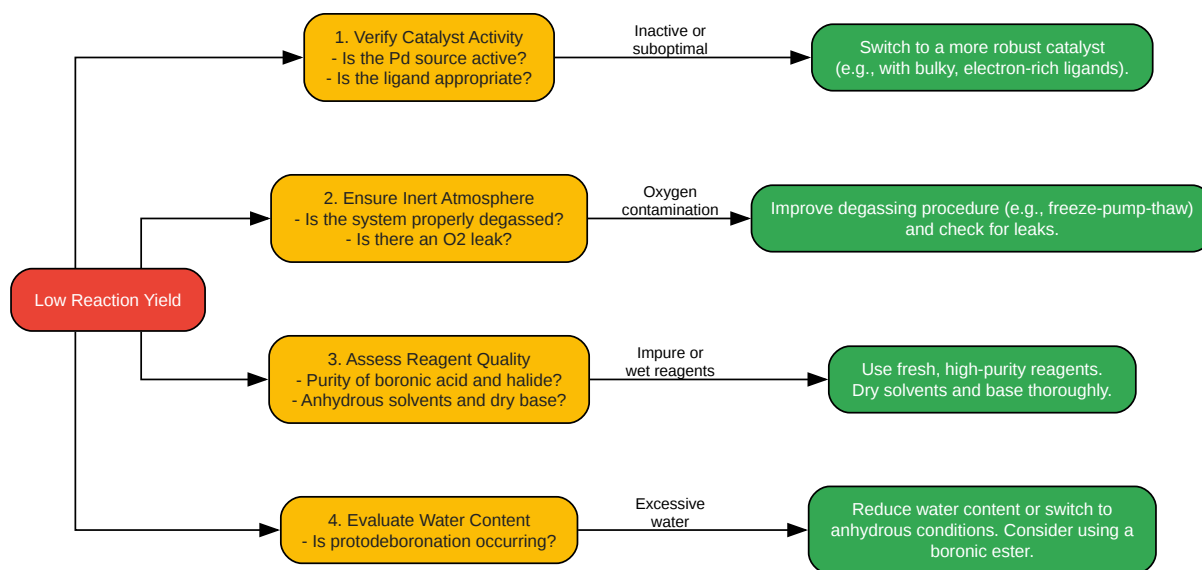 1. Verify Catalyst Activity
- Is the Pd source active?
- Is the ligand appropriate?
Inactive or
suboptimal
Switch to a more robust catalyst
(e.g., with bulky, electron-rich ligands).
2. Ensure Inert Atmosphere
- Is the system properly degassed?
- Is there an O2 leak?
Oxygen
contamination
Improve degassing procedure (e.g., freeze-pump-thaw)
and check for leaks.
Low Reaction Yield
3. Assess Reagent Quality
- Purity of boronic acid and halide?
- Anhydrous solvents and dry base?
Impure or
wet reagents
Use fresh, high-purity reagents.
Dry solvents and base thoroughly.
4. Evaluate Water Content
- Is protodeboronation occurring?
Excessive
water
Reduce water content or switch to
anhydrous conditions. Consider using a
boronic ester.